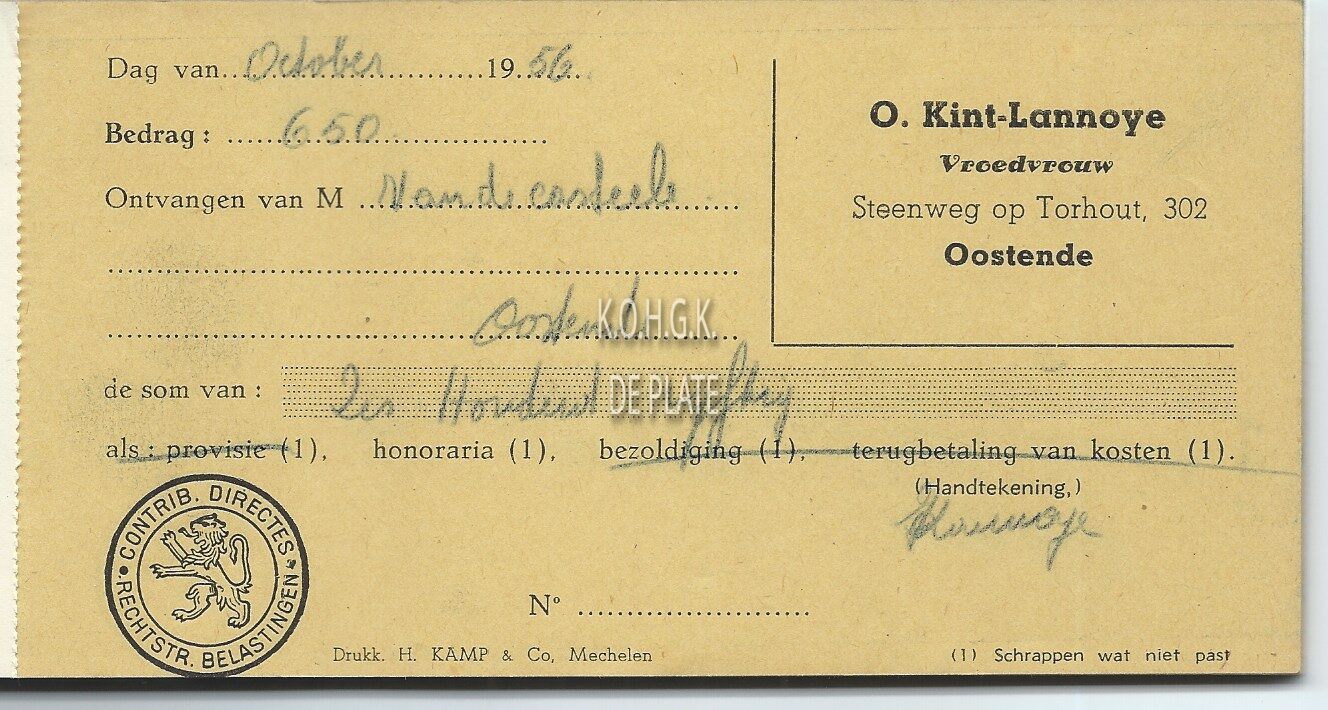 Dag van October 1956
Bedrag : 650
Ontvangen van M Vandecasteele
Oostende
de som van : Zes Honderd vyftig
als : provisie (1), honoraria (1), bezoldiging (1), terugbetaling van kosten (1).
(Handtekening,)
Lannoye
Nº
Drukk. H. KAMP & Co, Mechelen
(1) Schrappen wat niet past
O. Kint-Lannoye
Vroedvrouw
Steenweg op Torhout, 302
Oostende
CONTRIB. DIRECTES
RECHTSTR. BELASTINGEN
K.O.H.G.K.
DE PLATE